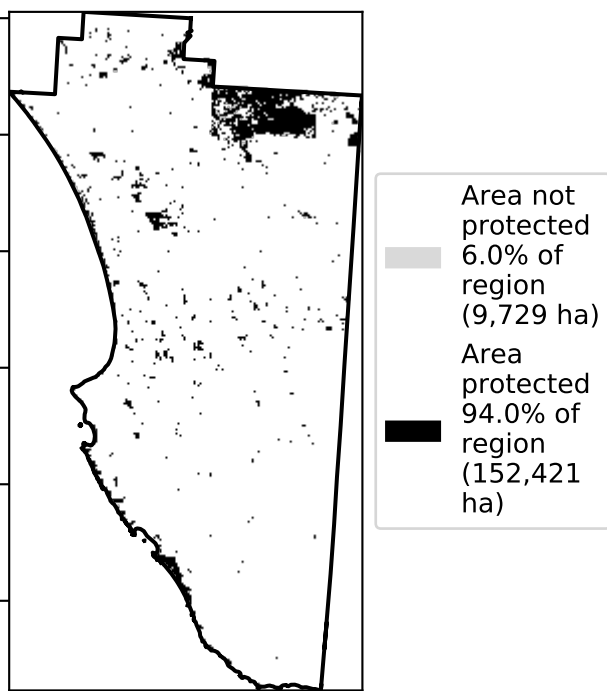 Area not
protected
6.0% of
region
(9,729 ha)
Area
protected
94.0% of
region
(152,421
ha)